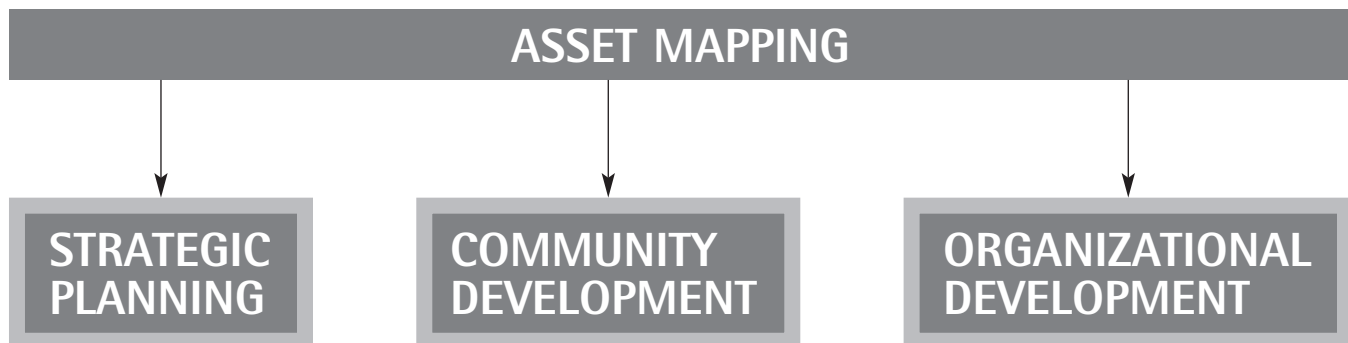 ASSET MAPPING
STRATEGIC
PLANNING
COMMUNITY
DEVELOPMENT
ORGANIZATIONAL
DEVELOPMENT